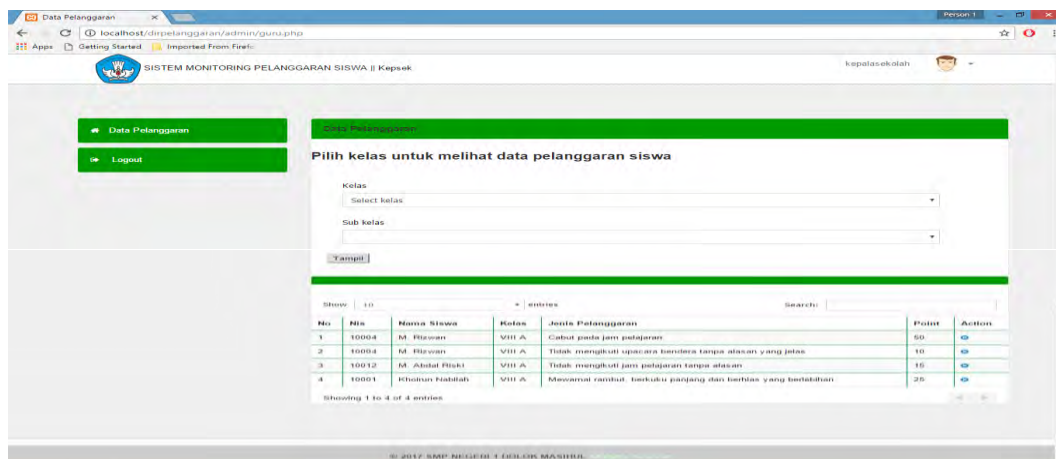 Data Pelanggaran
Person 1
localhost/dirpelanggaran/admin/guru.php
Apps Getting Started Imported From Firefo
SISTEM MONITORING PELANGGARAN SISWA || Kepsek
kepalasekolah
Data Pelanggaran
Logout
Data Pelanggaran
Pilih kelas untuk melihat data pelanggaran siswa
Kelas
Select kelas
Sub kelas
Tampil
Show 10 entries
Search:
No Nis Nama Siswa Kelas Jenis Pelanggaran Point Action
1 10004 M. Rizwan VIII A Cabut pada jam pelajaran 50
2 10004 M. Rizwan VIII A Tidak mengikuti upacara bendera tanpa alasan yang jelas 10
3 10012 M. Abdal Riski VIII A Tidak mengikuti jam pelajaran tanpa alasan 15
4 10001 Khoirun Nabilah VIII A Mewarnai rambut, berkuku panjang dan berhias yang berlebihan 25
Showing 1 to 4 of 4 entries
© 2017 SMP NEGERI 1 DOLOK MASIHUL